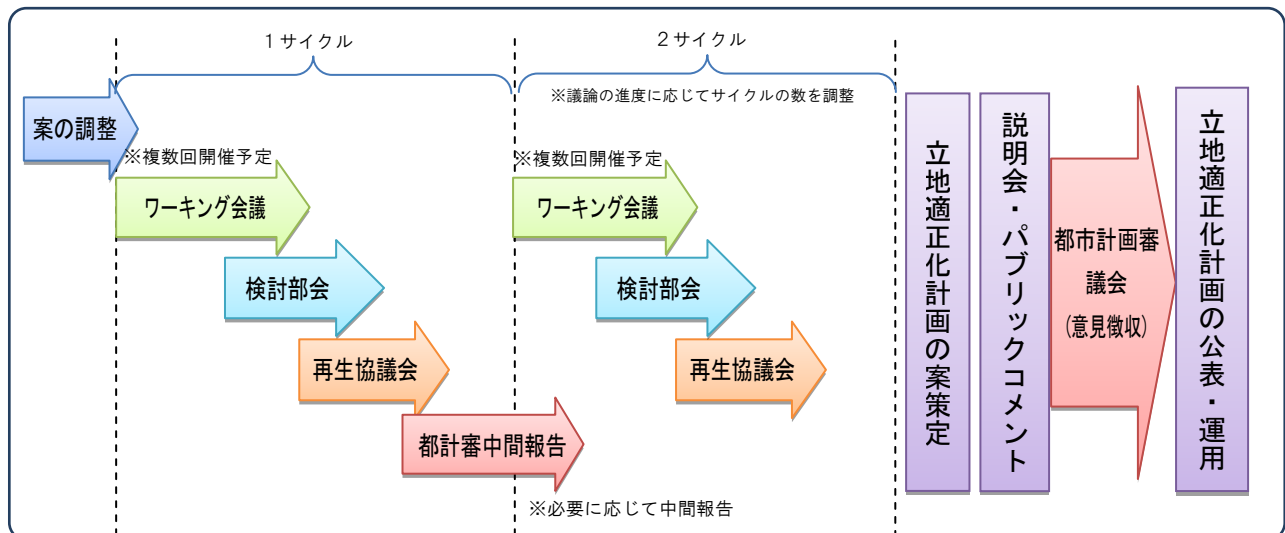 １サイクル
２サイクル
※議論の進度に応じてサイクルの数を調整
案の調整
※複数回開催予定
ワーキング会議
検討部会
再生協議会
都計審中間報告
※必要に応じて中間報告
※複数回開催予定
ワーキング会議
検討部会
再生協議会
立地適正化計画の案策定
説明会・パブリックコメント
都市計画審
議会
(意見徴収)
立地適正化計画の公表・運用